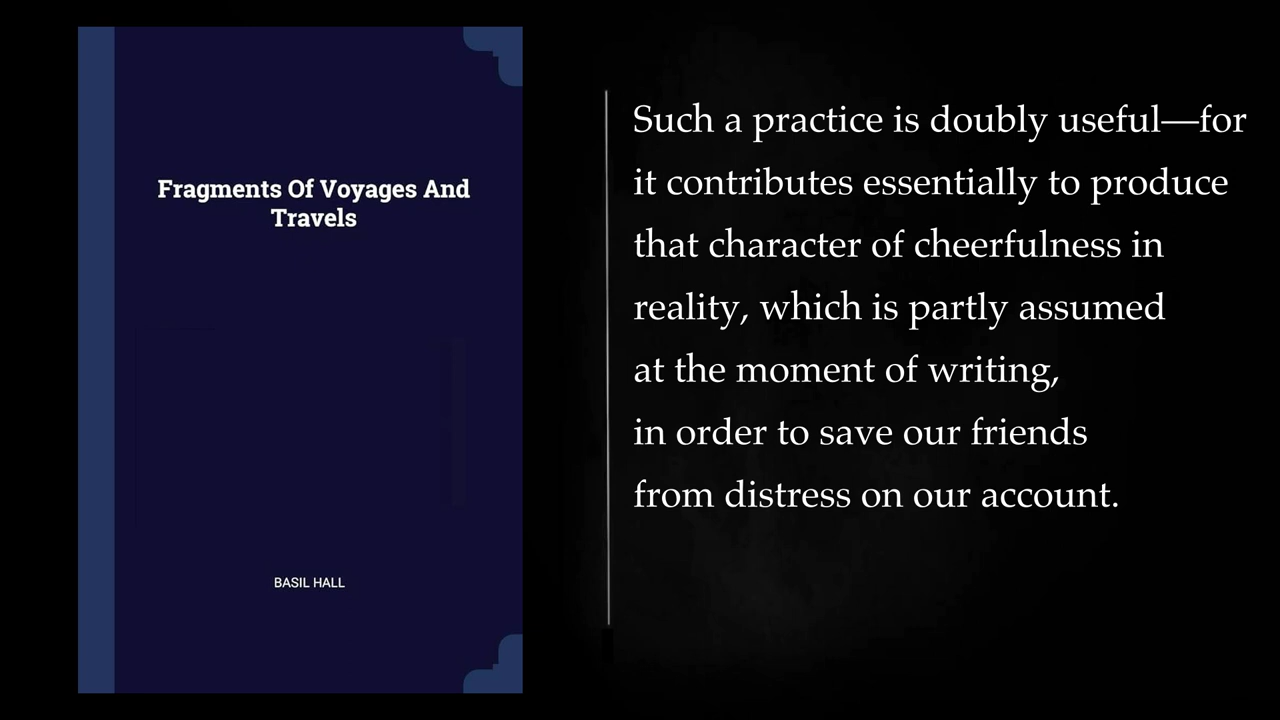 Fragments Of Voyages And
Travels
BASIL HALL
Such a practice is doubly useful—for
it contributes essentially to produce
that character of cheerfulness in
reality, which is partly assumed
at the moment of writing,
in order to save our friends
from distress on our account.